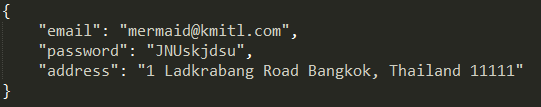 {
    "email": "mermaid@kmitl.com",
    "password": "JNUskjdsu",
    "address": "1 Ladkrabang Road Bangkok, Thailand 11111"
}